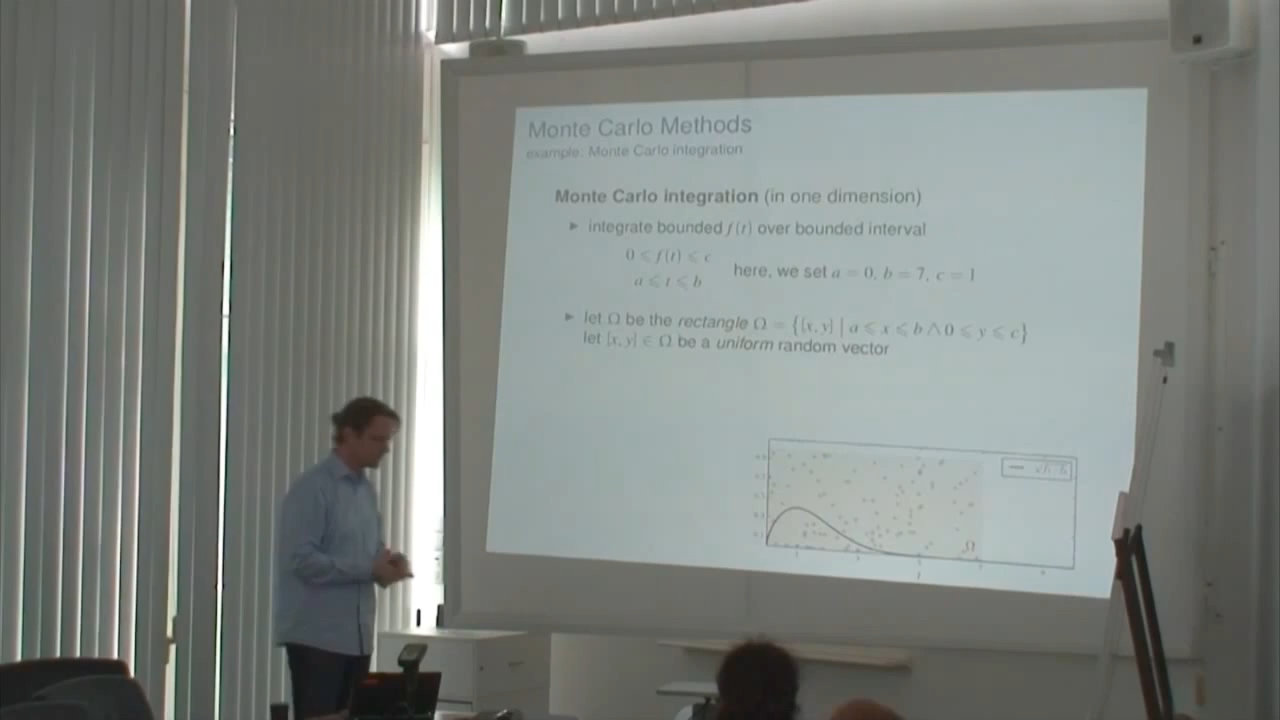 Monte Carlo Methods
example: Monte Carlo integration
Monte Carlo integration (in one dimension)
► integrate bounded f(t) over bounded interval
0 ⩽ f(t) ⩽ c
a ⩽ t ⩽ b
here, we set a = 0, b = 7, c = 1
► let Ω be the rectangle Ω = {[x, y] | a ⩽ x ⩽ b ∧ 0 ⩽ y ⩽ c}
let [x, y] ∈ Ω be a uniform random vector
Ω